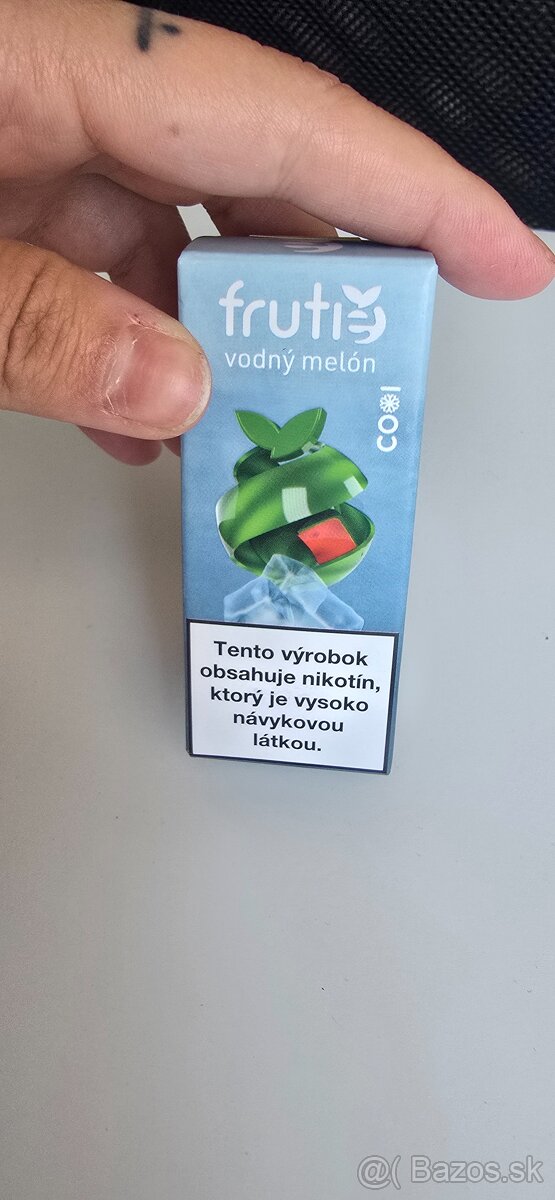 frutie
vodný melón
cool
Tento výrobok
obsahuje nikotín,
ktorý je vysoko
návykovou
látkou.
@( Bazos.sk